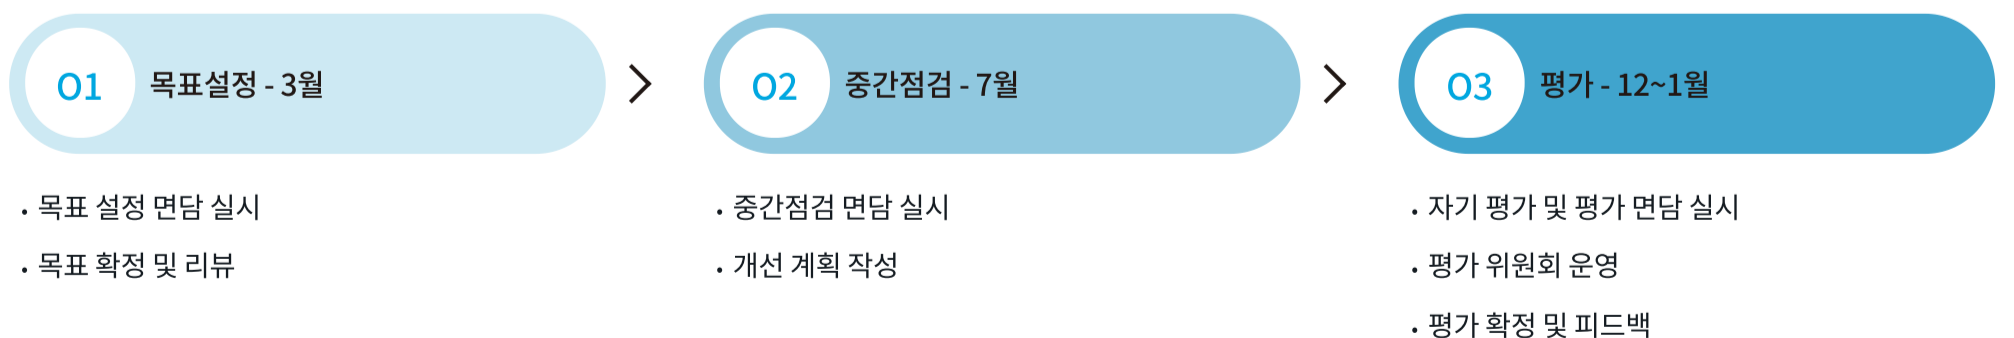 01 목표설정 - 3월
• 목표 설정 면담 실시
• 목표 확정 및 리뷰
02 중간점검 - 7월
• 중간점검 면담 실시
• 개선 계획 작성
03 평가 - 12~1월
• 자기 평가 및 평가 면담 실시
• 평가 위원회 운영
• 평가 확정 및 피드백